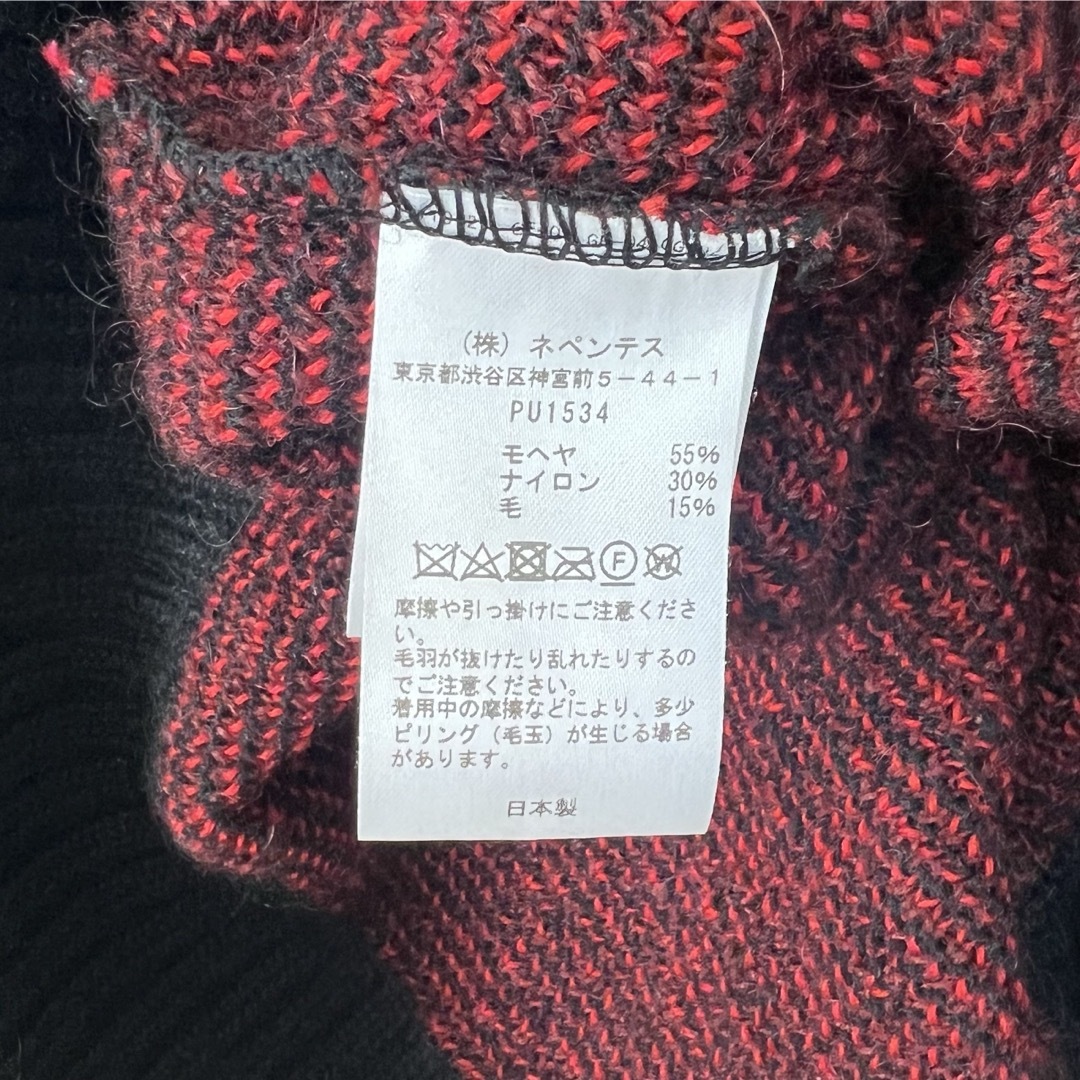 (株) ネペンテス
東京都渋谷区神宮前5-44-1
PU1534
モヘヤ 55%
ナイロン 30%
毛 15%
F W
摩擦や引っ掛けにご注意くださ
い。
毛羽が抜けたり乱れたりするの
でご注意ください。
着用中の摩擦などにより、多少
ピリング(毛玉)が生じる場合
があります。
日本製